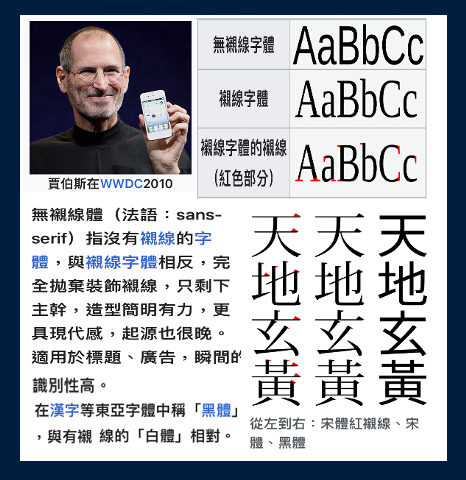 無襯線字體
AaBbCc
襯線字體
AaBbCc
襯線字體的襯線
(紅色部分)
AaBbCc
賈伯斯在WWDC2010
無襯線體（法語：sans-
serif）指沒有襯線的字
體，與襯線字體相反，完
全拋棄裝飾襯線，只剩下
主幹，造型簡明有力，更
具現代感，起源也很晚。
適用於標題、廣告，瞬間的
識別性高。
在漢字等東亞字體中稱「黑體」
，與有襯 線的「白體」相對。
天天天
地地地
玄玄玄
黃黃黃
從左到右：宋體紅襯線、宋
體、黑體